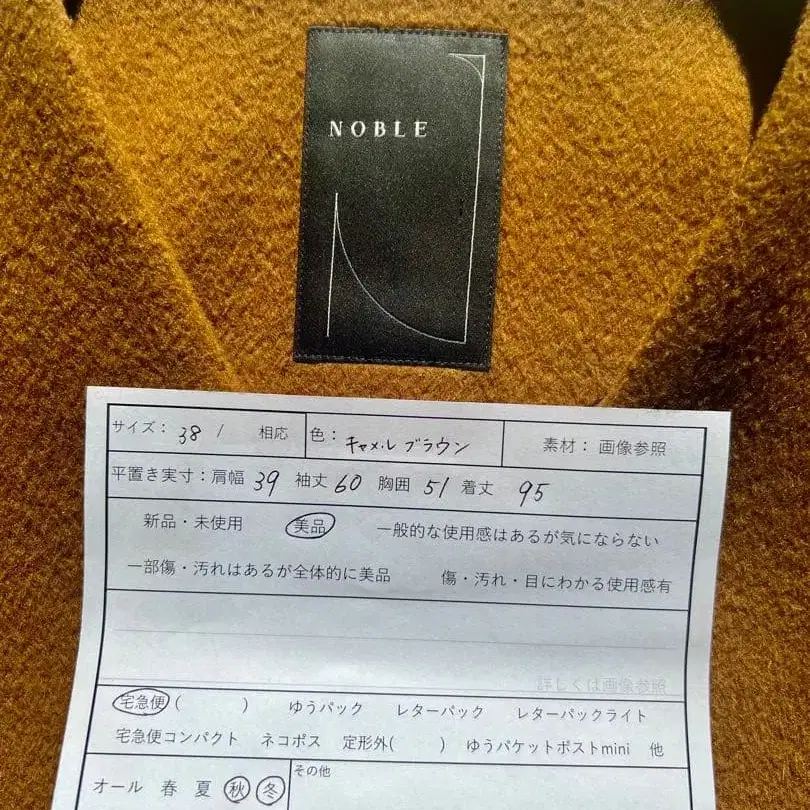 NOBLE
サイズ： 38 / 相応 色： キャメル ブラウン 素材： 画像参照
平置き実寸：肩幅 39 袖丈 60 胸囲 51 着丈 95
新品・未使用 美品 一般的な使用感はあるが気にならない
一部傷・汚れはあるが全体的に美品 傷・汚れ・目にわかる使用感有
宅急便 ( ) ゆうパック レターパック レターパックライト
宅急便コンパクト ネコポス 定形外( ) ゆうパケットポストmini 他
オール 春 夏 秋 冬 その他